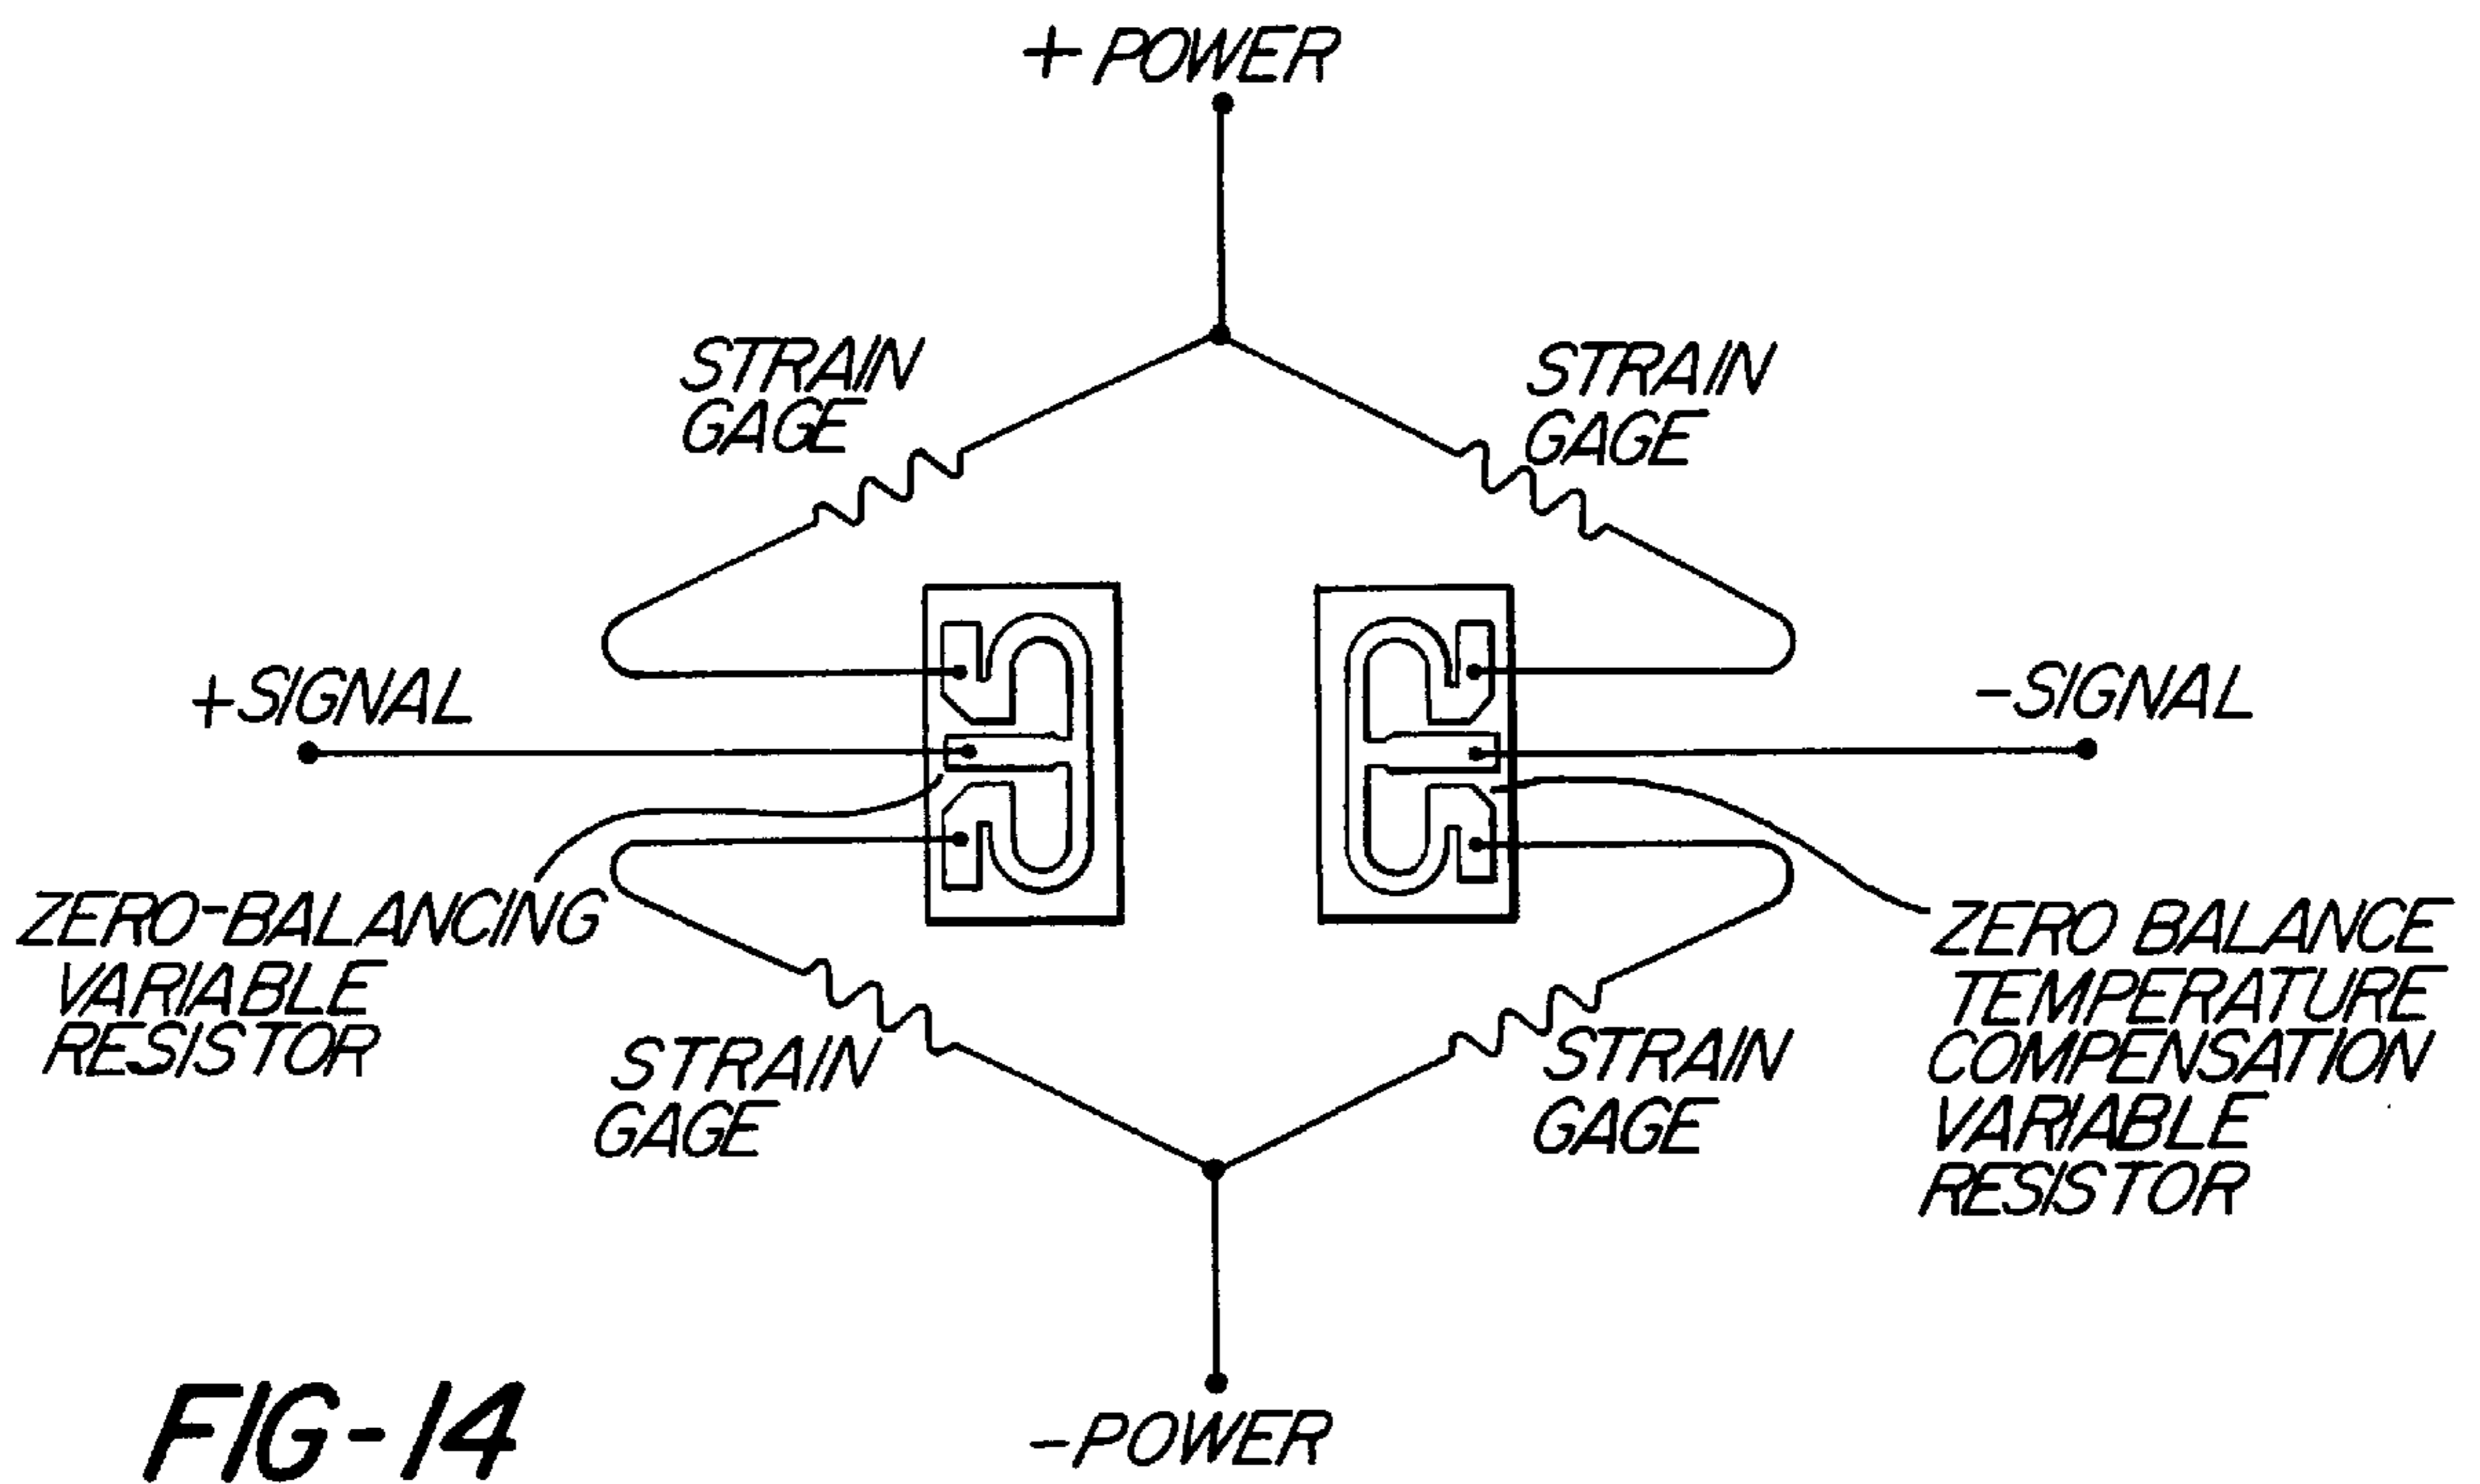 + POWER
STRAIN
GAGE
STRAIN
GAGE
+SIGNAL
-SIGNAL
ZERO-BALANCING
VARIABLE
RESISTOR
ZERO BALANCE
TEMPERATURE
COMPENSATION
VARIABLE
RESISTOR
STRAIN
GAGE
STRAIN
GAGE
-POWER
FIG-14